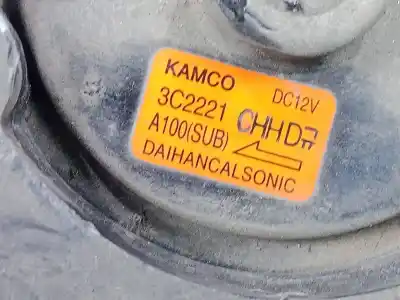 KAMCO DC12V
3C2221
A100(SUB)
DAIHANCALSONIC